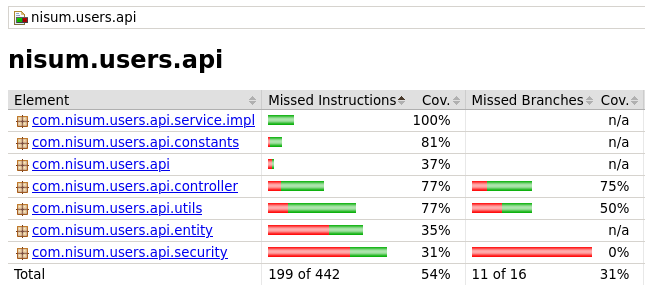 nisum.users.api
nisum.users.api
Element Missed Instructions Cov. Missed Branches Cov.
com.nisum.users.api.service.impl 100% n/a
com.nisum.users.api.constants 81% n/a
com.nisum.users.api 37% n/a
com.nisum.users.api.controller 77% 75%
com.nisum.users.api.utils 77% 50%
com.nisum.users.api.entity 35% n/a
com.nisum.users.api.security 31% 0%
Total 199 of 442 54% 11 of 16 31%